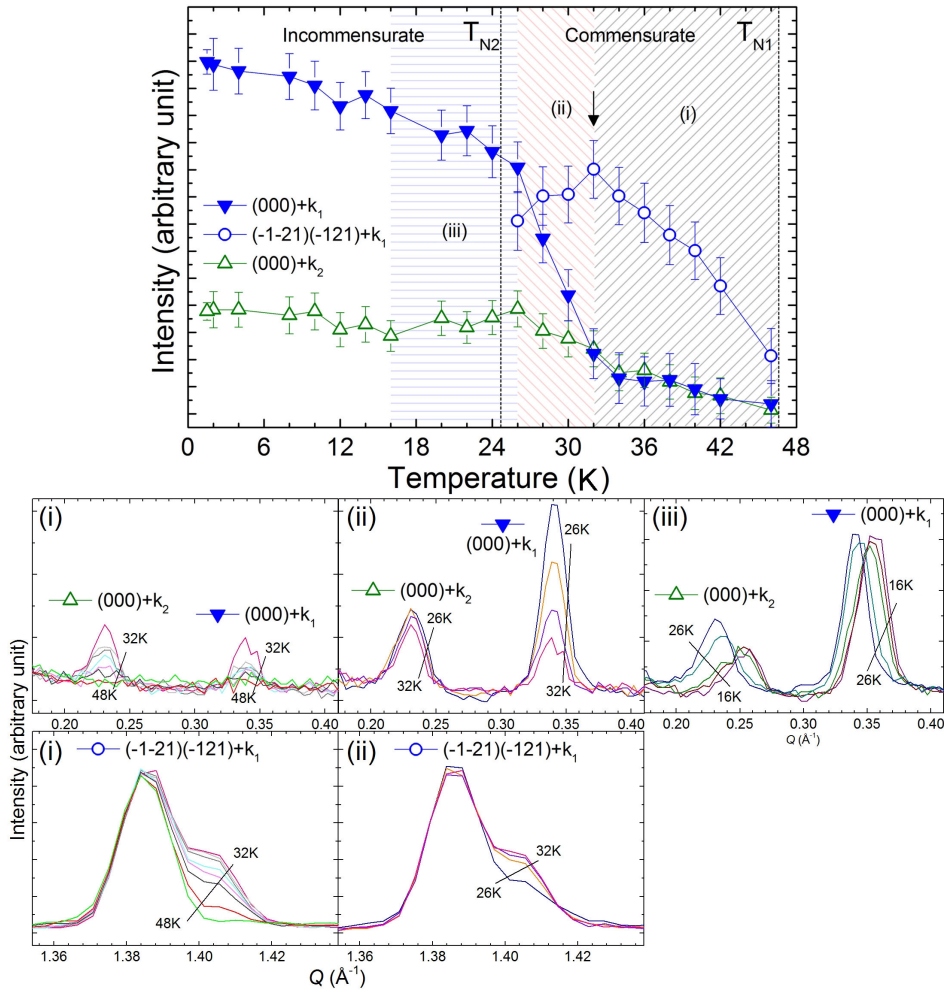 Incommensurate T_N2 Commensurate T_N1
(ii)
(i)
(iii)
(000)+k_1
(-1-21)(-121)+k_1
(000)+k_2
Intensity (arbitrary unit)
0 6 12 18 24 30 36 42 48
Temperature (K)
(i)
(000)+k_2
(000)+k_1
32K
48K
32K
48K
0.20 0.25 0.30 0.35 0.40
(ii)
(000)+k_1
(000)+k_2
26K
32K
26K
32K
0.20 0.25 0.30 0.35 0.40
(iii)
(000)+k_1
(000)+k_2
26K
16K
16K
26K
0.20 0.25 0.30 0.35 0.40
Q (Å⁻¹)
Intensity (arbitrary unit)
(i) (-1-21)(-121)+k_1
32K
48K
1.36 1.38 1.40 1.42
(ii) (-1-21)(-121)+k_1
32K
26K
1.36 1.38 1.40 1.42
Q (Å⁻¹)